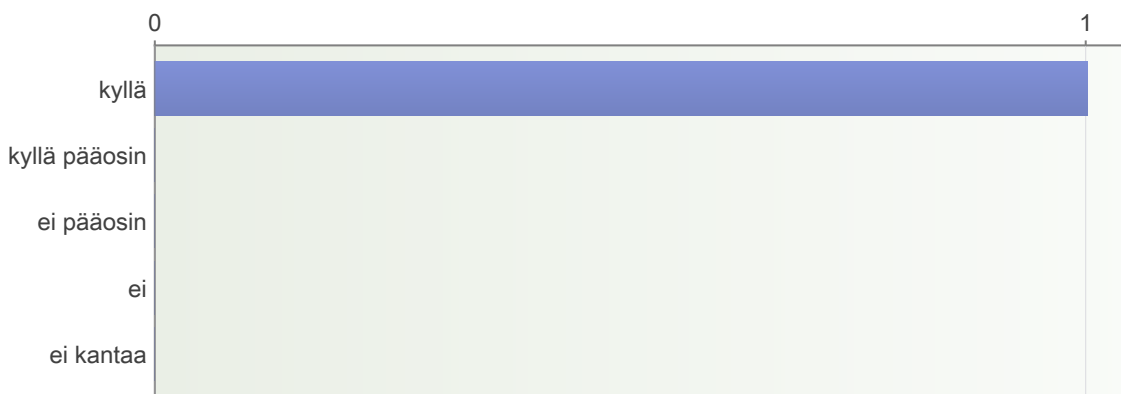 0 1
kyllä
kyllä pääosin
ei pääosin
ei
ei kantaa